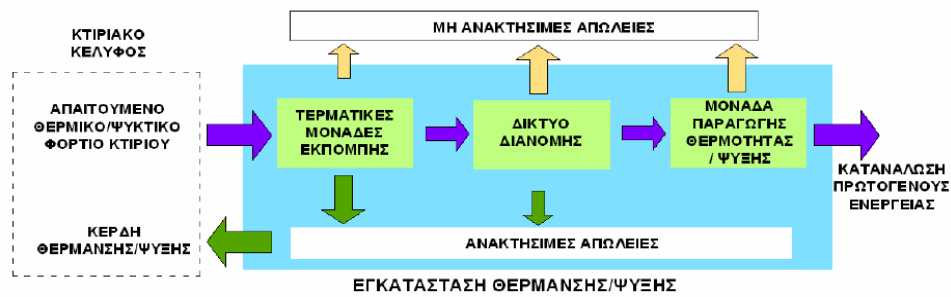 ΚΤΙΡΙΑΚΟ
ΚΕΛΥΦΟΣ
ΜΗ ΑΝΑΚΤΗΣΙΜΕΣ ΑΠΩΛΕΙΕΣ
ΑΠΑΙΤΟΥΜΕΝΟ
ΘΕΡΜΙΚΟ/ΨΥΚΤΙΚΟ
ΦΟΡΤΙΟ ΚΤΙΡΙΟΥ
ΤΕΡΜΑΤΙΚΕΣ
ΜΟΝΑΔΕΣ
ΕΚΠΟΜΠΗΣ
ΔΙΚΤΥΟ
ΔΙΑΝΟΜΗΣ
ΜΟΝΑΔΑ
ΠΑΡΑΓΩΓΗΣ
ΘΕΡΜΟΤΗΤΑΣ
/ ΨΥΞΗΣ
ΚΑΤΑΝΑΛΩΣΗ
ΠΡΩΤΟΓΕΝΟΥΣ
ΕΝΕΡΓΕΙΑΣ
ΚΕΡΔΗ
ΘΕΡΜΑΝΣΗΣ/ΨΥΞΗΣ
ΑΝΑΚΤΗΣΙΜΕΣ ΑΠΩΛΕΙΕΣ
ΕΓΚΑΤΑΣΤΑΣΗ ΘΕΡΜΑΝΣΗΣ/ΨΥΞΗΣ